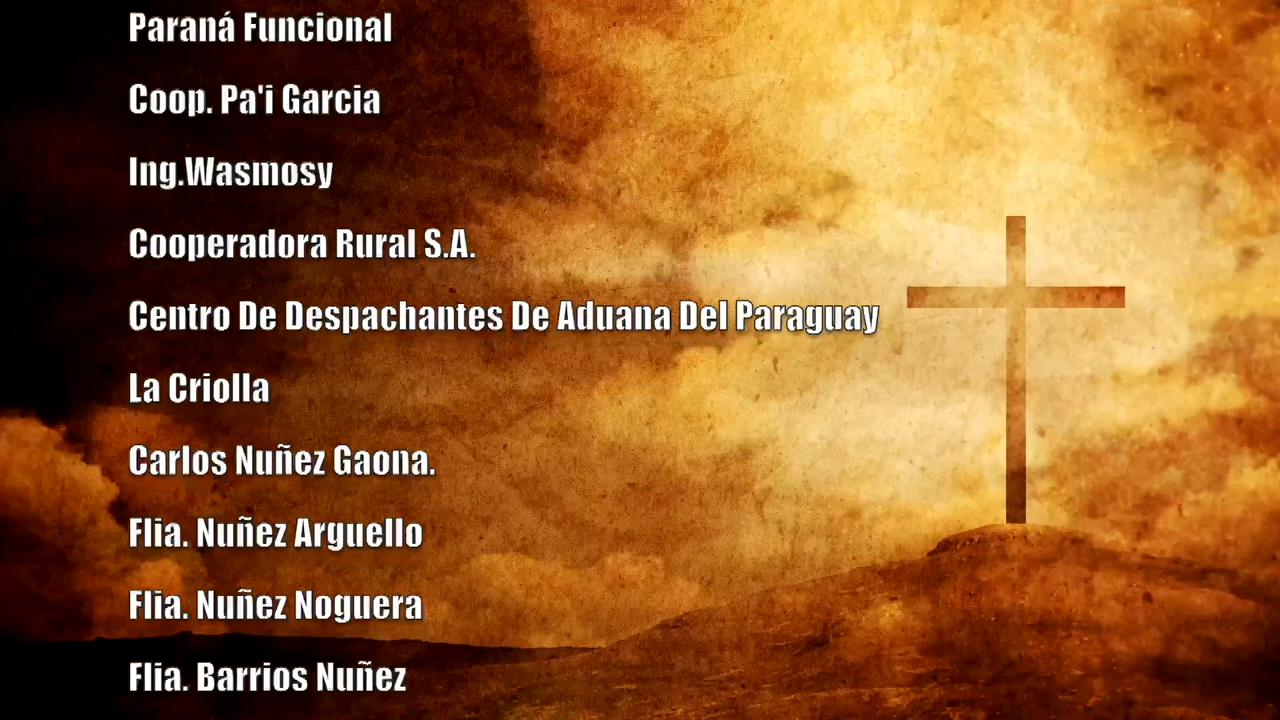 Paraná Funcional
Coop. Pa'i Garcia
Ing.Wasmosy
Cooperadora Rural S.A.
Centro De Despachantes De Aduana Del Paraguay
La Criolla
Carlos Nuñez Gaona.
Flia. Nuñez Arguello
Flia. Nuñez Noguera
Flia. Barrios Nuñez